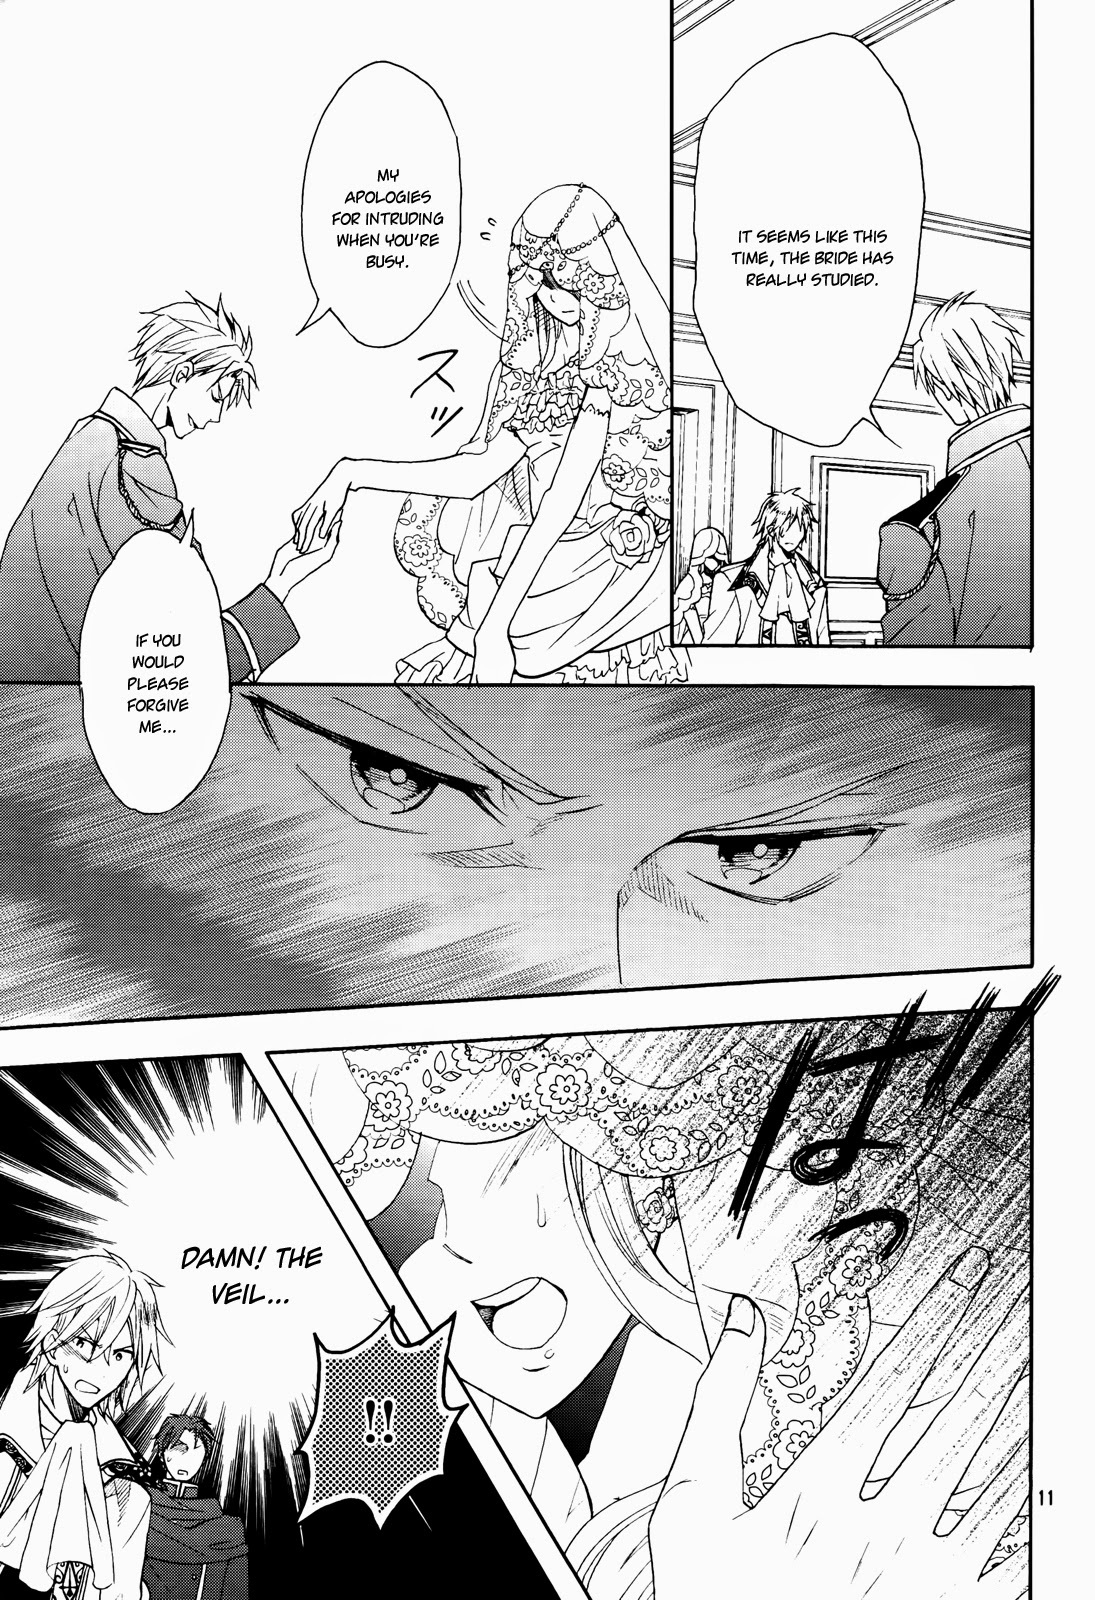 IT SEEMS LIKE THIS
TIME, THE BRIDE HAS
REALLY STUDIED.
MY
APOLOGIES
FOR INTRUDING
WHEN YOU'RE
BUSY.
スッ
IF YOU
WOULD
PLEASE
FORGIVE
ME...
ばっ
DAMN! THE
VEIL...
!!
11